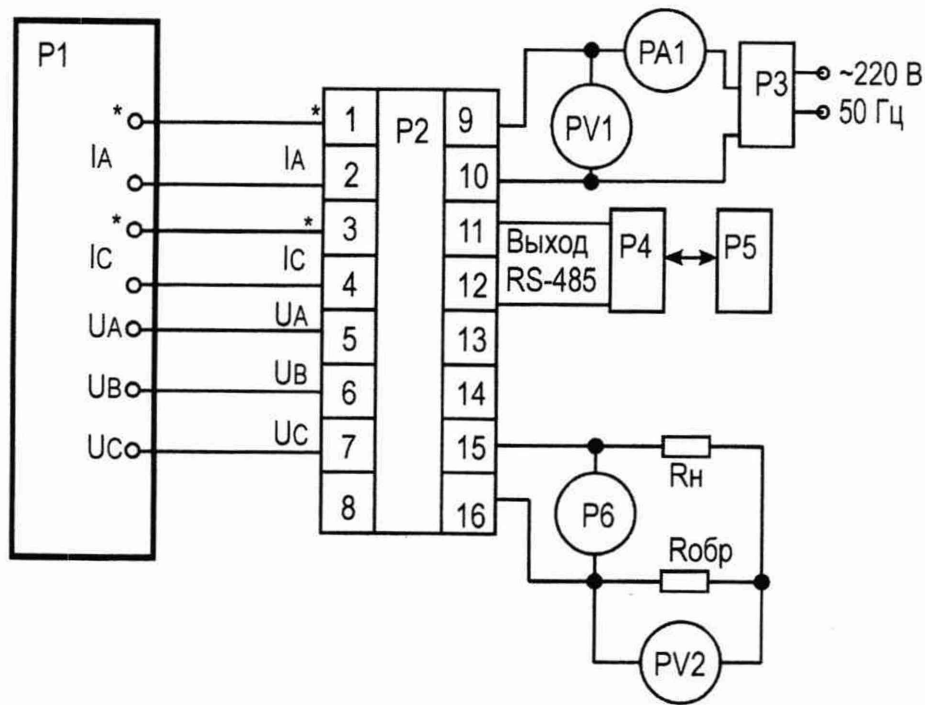 P1
*
IA
*
IC
UA
UB
UC
*
IA
*
IC
UA
UB
UC
1
2
3
4
5
6
7
8
P2
9
10
11
12
13
14
15
16
PA1
PV1
P3
~220 В
50 Гц
Выход
RS-485
P4
P5
Rн
P6
Rобр
PV2